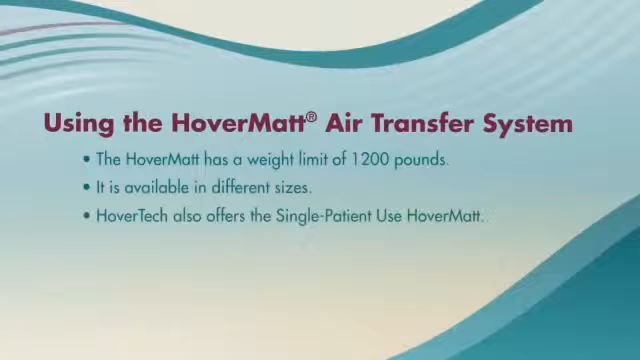 Using the HoverMatt® Air Transfer System
• The HoverMatt has a weight limit of 1200 pounds.
• It is available in different sizes.
• HoverTech also offers the Single-Patient Use HoverMatt.